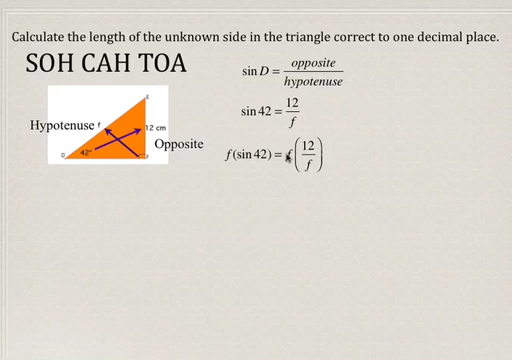 Calculate the length of the unknown side in the triangle correct to one decimal place.
SOH CAH TOA
sin D = opposite / hypotenuse
sin 42 = 12 / f
f(sin 42) = f(12 / f)
Hypotenuse f
12 cm
Opposite
D 42° F